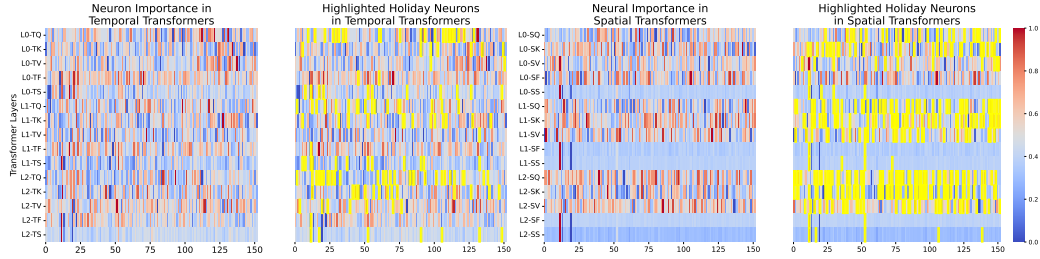 Neuron Importance in
Temporal Transformers
Highlighted Holiday Neurons
in Temporal Transformers
Neural Importance in
Spatial Transformers
Highlighted Holiday Neurons
in Spatial Transformers
Transformer Layers
L0-TQ
L0-TK
L0-TV
L0-TF
L0-TS
L1-TQ
L1-TK
L1-TV
L1-TF
L1-TS
L2-TQ
L2-TK
L2-TV
L2-TF
L2-TS
0 25 50 75 100 125 150
0 25 50 75 100 125 150
L0-SQ
L0-SK
L0-SV
L0-SF
L0-SS
L1-SQ
L1-SK
L1-SV
L1-SF
L1-SS
L2-SQ
L2-SK
L2-SV
L2-SF
L2-SS
0 25 50 75 100 125 150
0 25 50 75 100 125 150
1.0
0.8
0.6
0.4
0.2
0.0